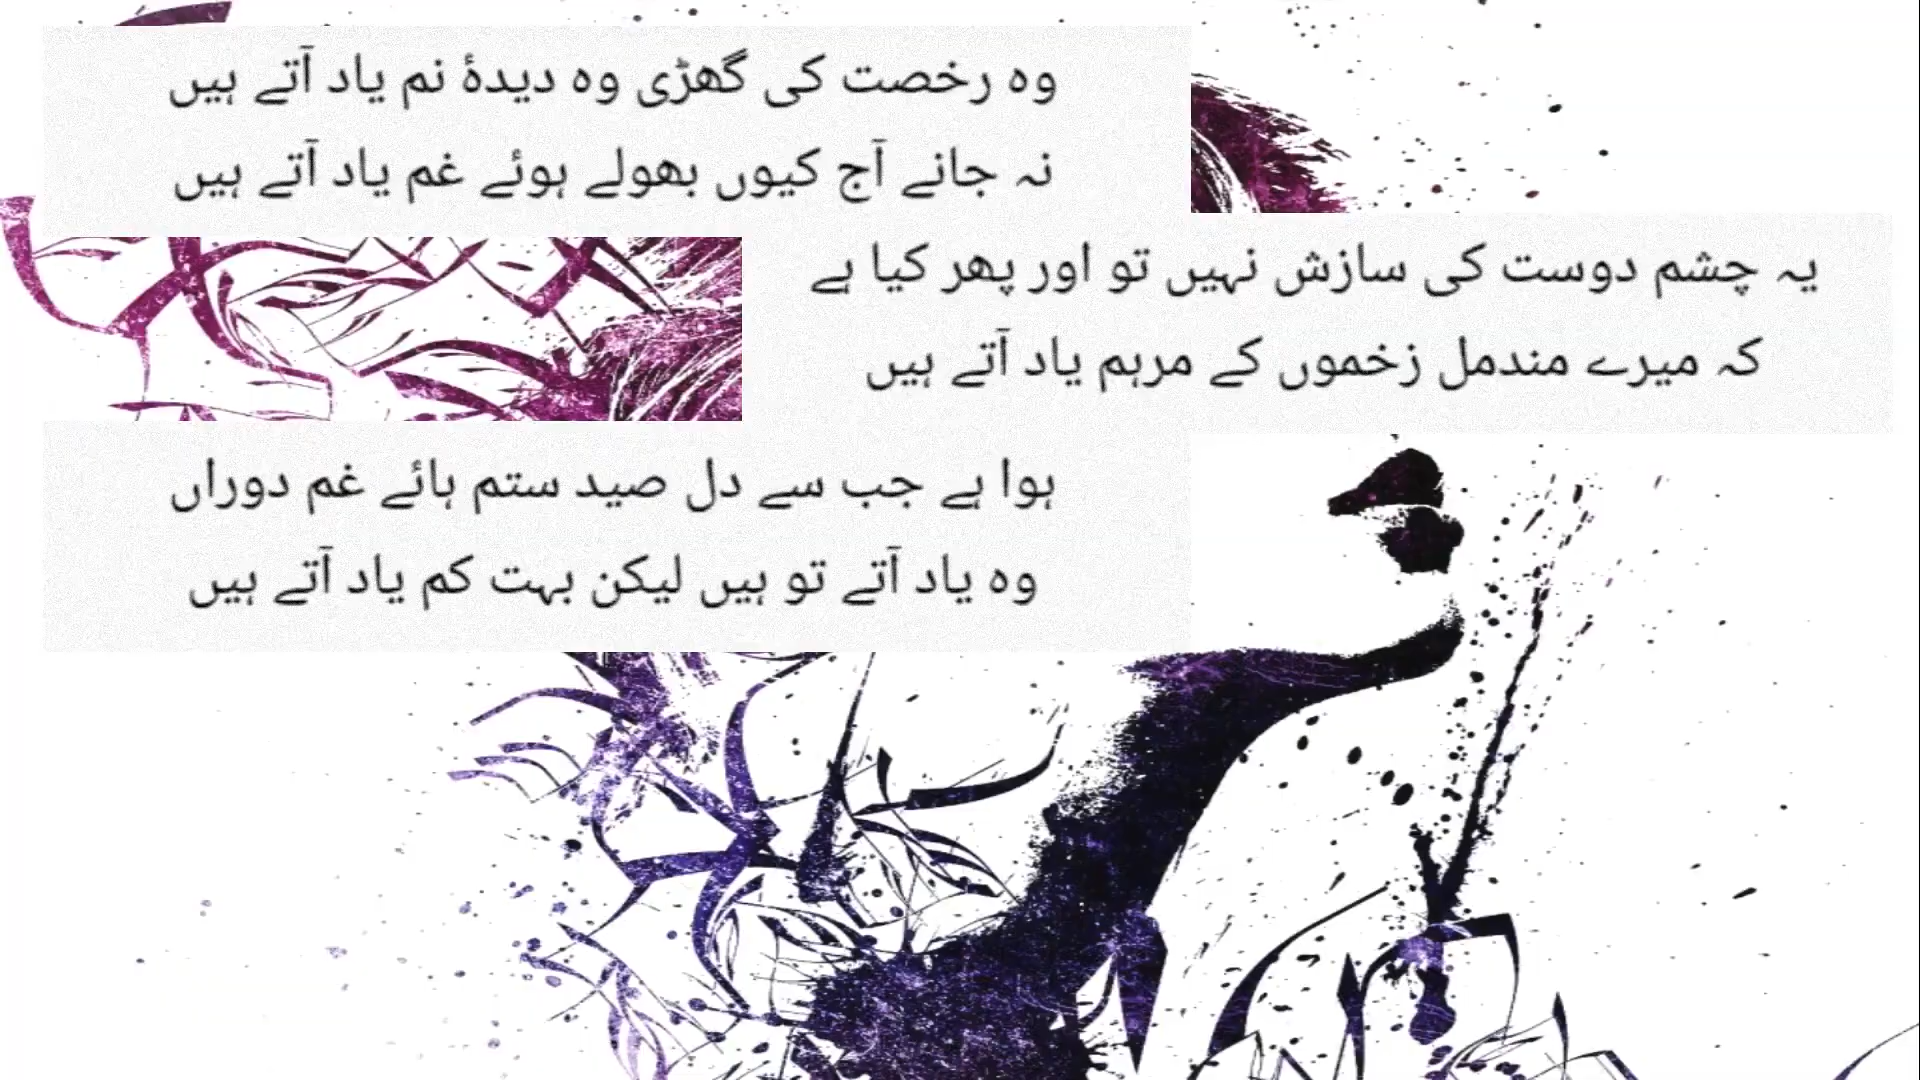 وہ رخصت کی گھڑی وہ دیدۂ نم یاد آتے ہیں
نہ جانے آج کیوں بھولے ہوئے غم یاد آتے ہیں
یہ چشم دوست کی سازش نہیں تو اور پھر کیا ہے
کہ میرے مندمل زخموں کے مرہم یاد آتے ہیں
ہوا ہے جب سے دل صید ستم ہائے غم دوراں
وہ یاد آتے تو ہیں لیکن بہت کم یاد آتے ہیں